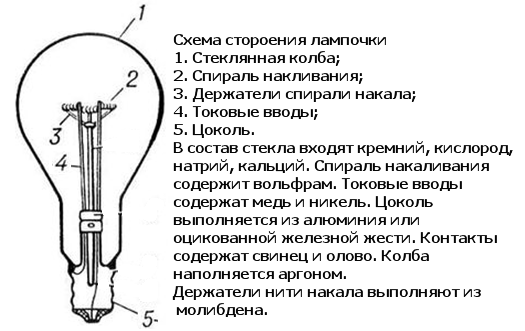 1
2
3
4
5
Схема стороения лампочки
1. Стеклянная колба;
2. Спираль накливания;
3. Держатели спирали накала;
4. Токовые вводы;
5. Цоколь.
В состав стекла входят кремний, кислород,
натрий, кальций. Спираль накаливания
содержит вольфрам. Токовые вводы
содержат медь и никель. Цоколь
выполняется из алюминия или
оцикованной железной жести. Контакты
содержат свинец и олово. Колба
наполняется аргоном.
Держатели нити накала выполняют из
молибдена.